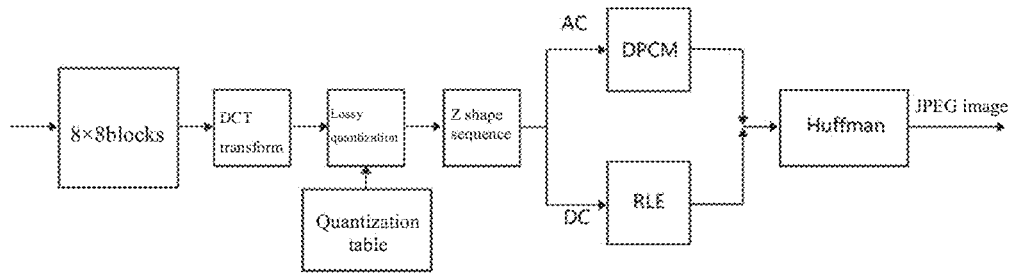 8×8blocks
DCT
transform
Lossy
quantization
Z shape
sequence
AC
DPCM
DC
RLE
Huffman
JPEG image
Quantization
table